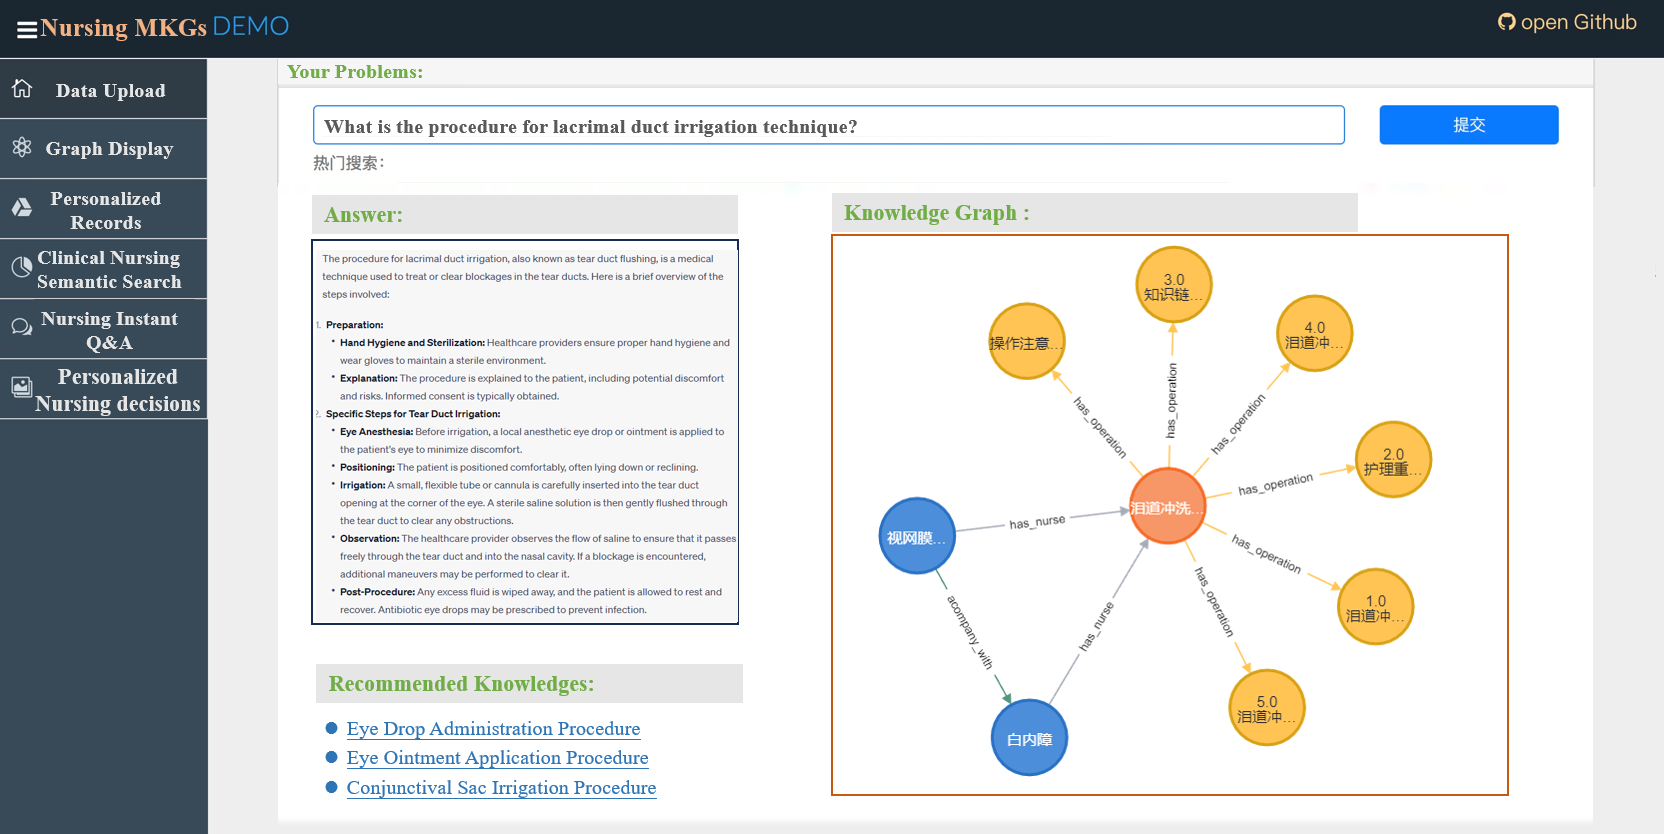 Nursing MKGs DEMO
open Github
Data Upload
Graph Display
Personalized
Records
Clinical Nursing
Semantic Search
Nursing Instant
Q&A
Personalized
Nursing decisions
Your Problems:
What is the procedure for lacrimal duct irrigation technique?
提交
热门搜索：
Answer:
The procedure for lacrimal duct irrigation, also known as tear duct flushing, is a medical
technique used to treat or clear blockages in the tear ducts. Here is a brief overview of the
steps involved:
1. Preparation:
• Hand Hygiene and Sterilization: Healthcare providers ensure proper hand hygiene and
wear gloves to maintain a sterile environment.
• Explanation: The procedure is explained to the patient, including potential discomfort
and risks. Informed consent is typically obtained.
2. Specific Steps for Tear Duct Irrigation:
• Eye Anesthesia: Before irrigation, a local anesthetic eye drop or ointment is applied to
the patient's eye to minimize discomfort.
• Positioning: The patient is positioned comfortably, often lying down or reclining.
• Irrigation: A small, flexible tube or cannula is carefully inserted into the tear duct
opening at the corner of the eye. A sterile saline solution is then gently flushed through
the tear duct to clear any obstructions.
• Observation: The healthcare provider observes the flow of saline to ensure that it passes
freely through the tear duct and into the nasal cavity. If a blockage is encountered,
additional maneuvers may be performed to clear it.
• Post-Procedure: Any excess fluid is wiped away, and the patient is allowed to rest and
recover. Antibiotic eye drops may be prescribed to prevent infection.
Recommended Knowledges:
Eye Drop Administration Procedure
Eye Ointment Application Procedure
Conjunctival Sac Irrigation Procedure
Knowledge Graph :
3.0
知识链...
操作注意...
4.0
泪道冲...
has_operation
has_operation
has_operation
2.0
护理重...
has_operation
泪道冲洗...
has_nurse
视网膜...
has_operation
has_operation
1.0
泪道冲...
acompany_with
has_nurse
5.0
泪道冲...
白内障